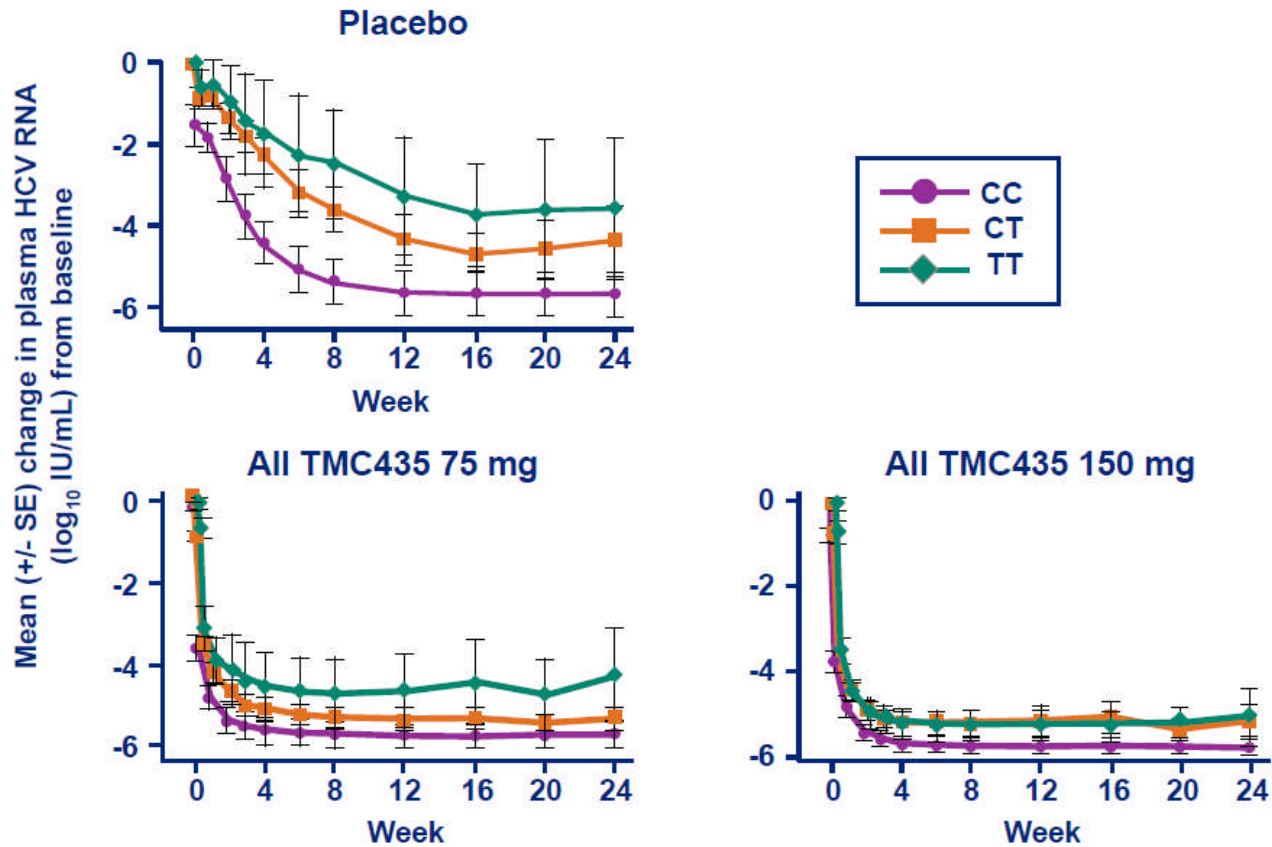 Placebo
Mean (+/- SE) change in plasma HCV RNA
(log10 IU/mL) from baseline
0
-2
-4
-6
0 4 8 12 16 20 24
Week
CC
CT
TT
All TMC435 75 mg
0
-2
-4
-6
0 4 8 12 16 20 24
Week
All TMC435 150 mg
0
-2
-4
-6
0 4 8 12 16 20 24
Week